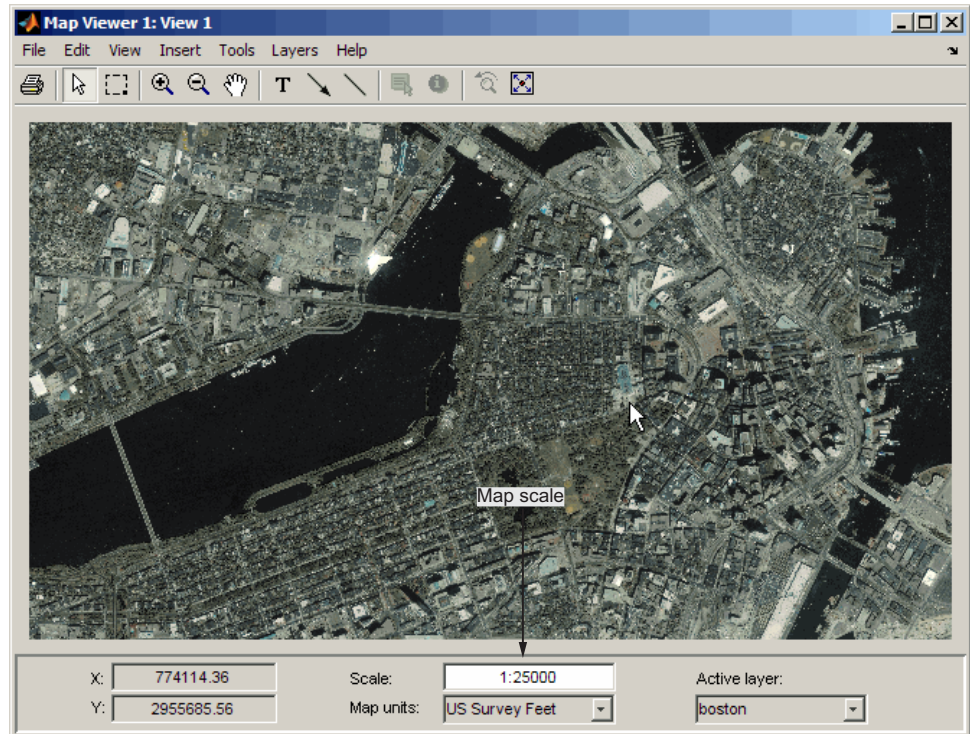 Map Viewer 1: View 1
File Edit View Insert Tools Layers Help
T
Map scale
X: 774114.36 Scale: 1:25000 Active layer:
Y: 2955685.56 Map units: US Survey Feet boston